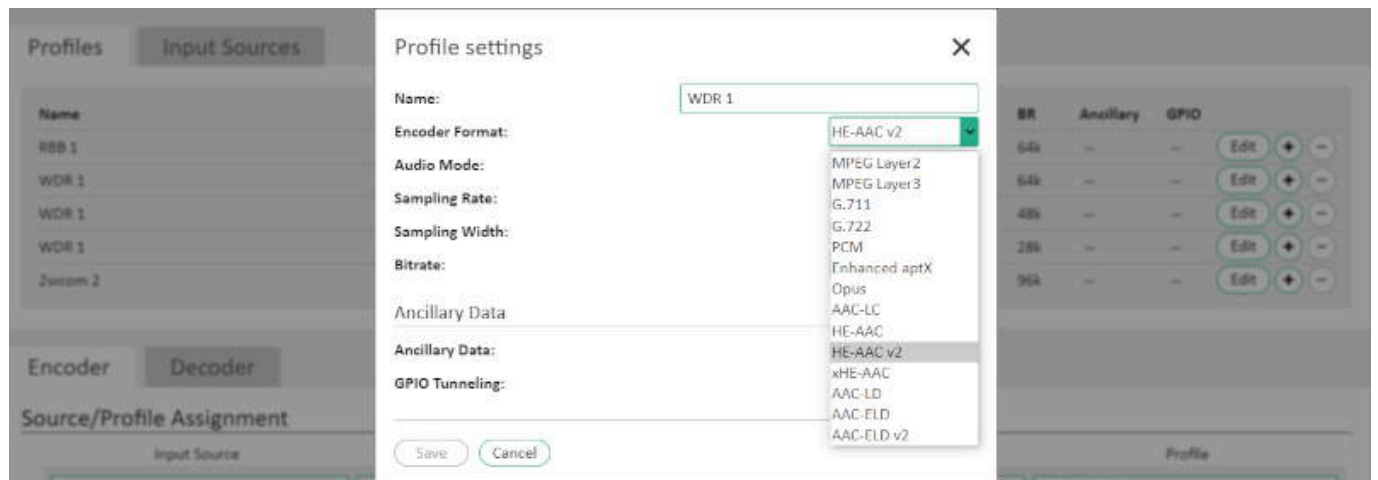 Profiles
Input Sources
Name
BR
Ancillary
GPIO
RBB 1
64k
--
--
Edit
+
-
WDR 1
64k
--
--
Edit
+
-
WDR 1
48k
--
--
Edit
+
-
WDR 1
28k
--
--
Edit
+
-
2wcom 2
96k
--
--
Edit
+
-
Encoder
Decoder
Source/Profile Assignment
Input Source
Profile
Profile settings
×
Name:
WDR 1
Encoder Format:
HE-AAC v2
Audio Mode:
Sampling Rate:
Sampling Width:
Bitrate:
Ancillary Data
Ancillary Data:
GPIO Tunneling:
MPEG Layer2
MPEG Layer3
G.711
G.722
PCM
Enhanced aptX
Opus
AAC-LC
HE-AAC
HE-AAC v2
xHE-AAC
AAC-LD
AAC-ELD
AAC-ELD v2
Save
Cancel